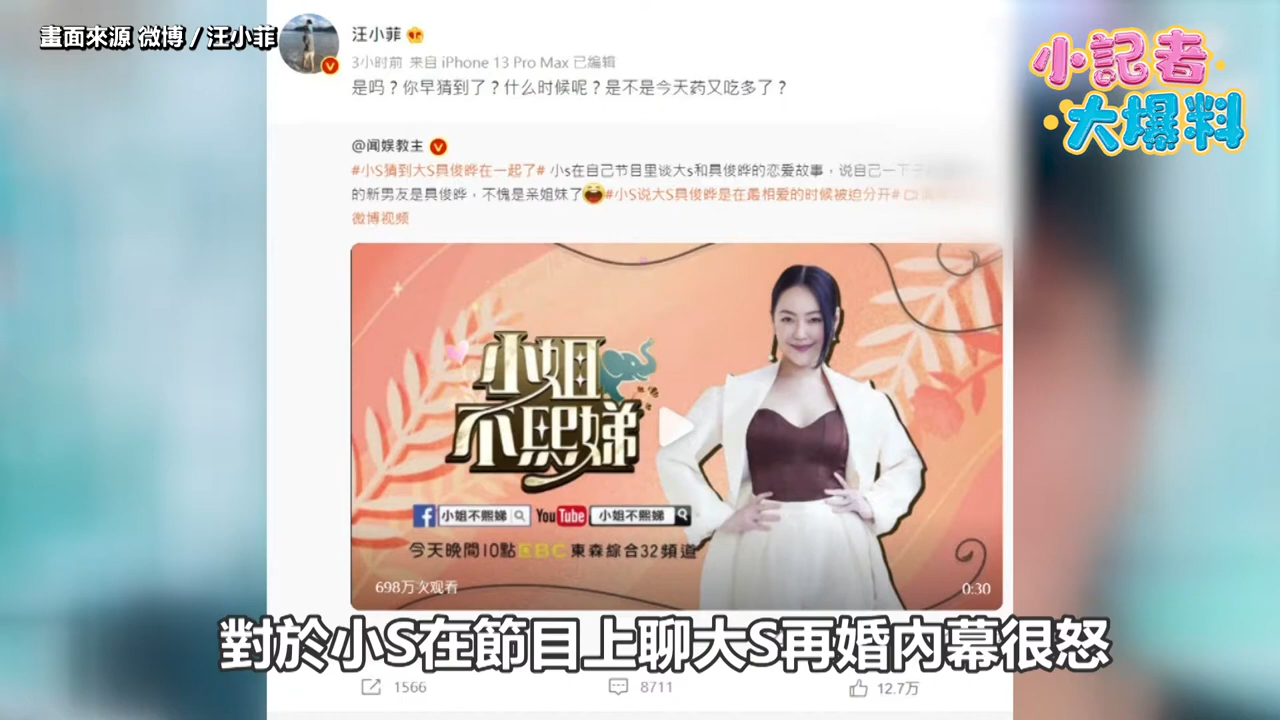 畫面來源 微博 / 汪小菲
小記者
大爆料
汪小菲
3小时前 来自 iPhone 13 Pro Max 已编辑
是吗？你早猜到了？什么时候呢？是不是今天药又吃多了？
@闻娱教主
#小S猜到大S具俊晔在一起了# 小s在自己节目里谈大s和具俊晔的恋爱故事，说自己一下子
的新男友是具俊晔，不愧是亲姐妹了#小S说大S具俊晔是在最相爱的时候被迫分开#
微博视频
小姐
不熙娣
小姐不熙娣 YouTube 小姐不熙娣
今天晚間10點EBC東森綜合32頻道
698万次观看 0:30
對於小S在節目上聊大S再婚內幕很怒
1566 8711 12.7万